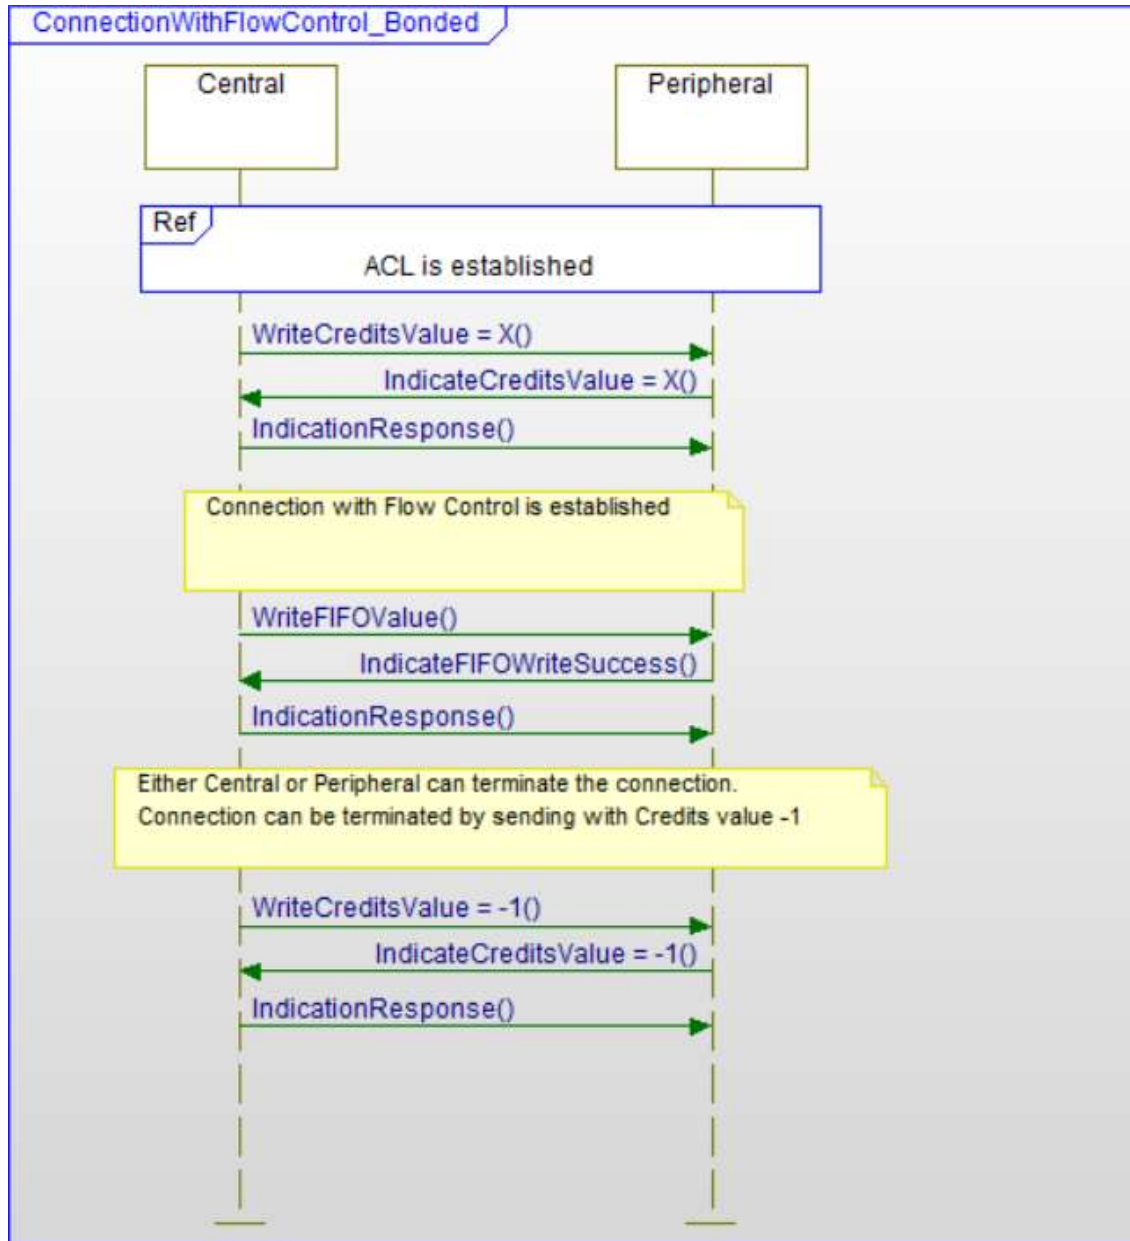 ConnectionWithFlowControl_Bonded
Central
Peripheral
Ref
ACL is established
WriteCreditsValue = X()
IndicateCreditsValue = X()
IndicationResponse()
Connection with Flow Control is established
WriteFIFOValue()
IndicateFIFOWriteSuccess()
IndicationResponse()
Either Central or Peripheral can terminate the connection.
Connection can be terminated by sending with Credits value -1
WriteCreditsValue = -1()
IndicateCreditsValue = -1()
IndicationResponse()